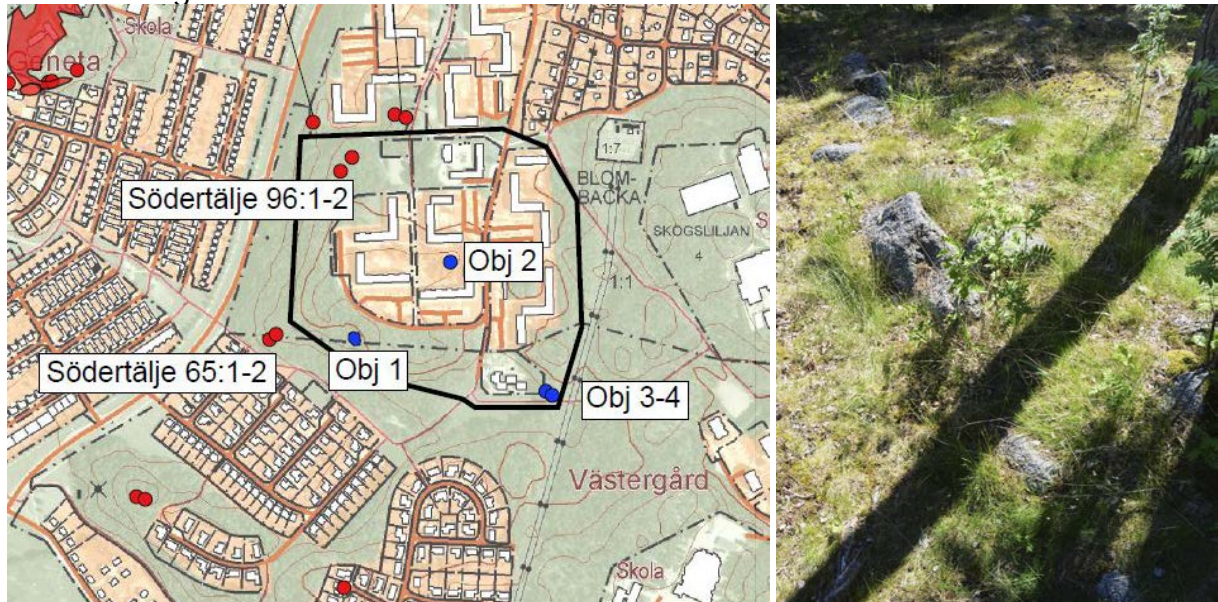 Skola
Geneta
1:7
BLOM-
BACKA
Södertälje 96:1-2
SKOGSLILJAN
4
Obj 2
1:1
Södertälje 65:1-2
Obj 1
Obj 3-4
Västergård
Skola